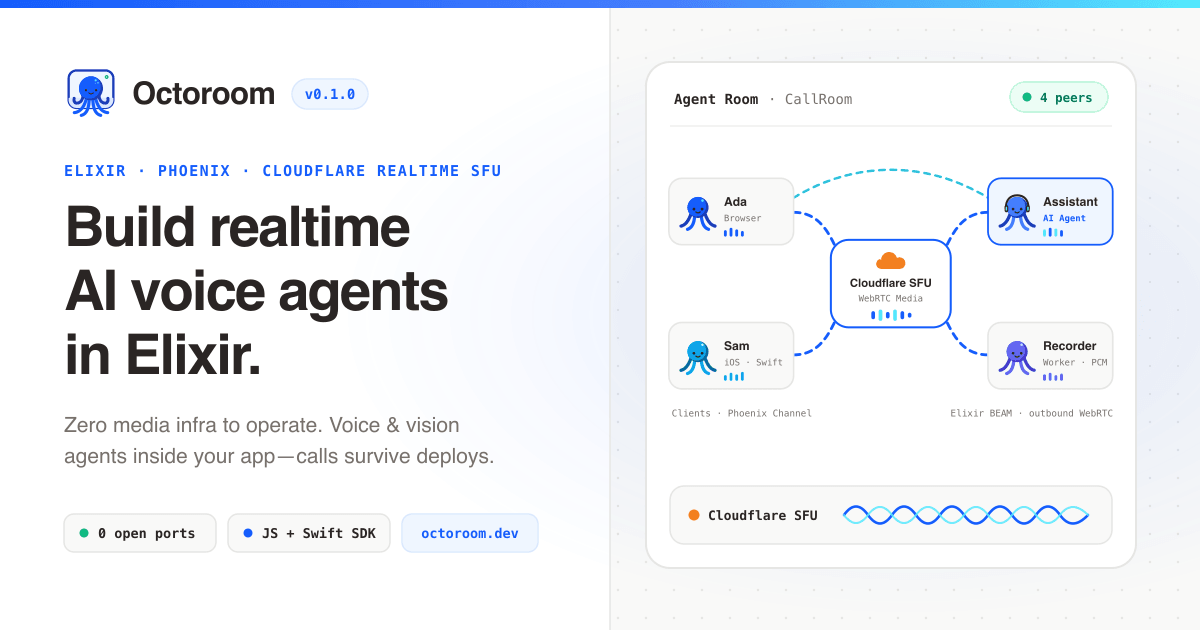 Octoroom
v0.1.0
ELIXIR · PHOENIX · CLOUDFLARE REALTIME SFU
Build realtime
AI voice agents
in Elixir.
Zero media infra to operate. Voice & vision
agents inside your app—calls survive deploys.
0 open ports
JS + Swift SDK
octoroom.dev
Agent Room · CallRoom
4 peers
Ada
Browser
Assistant
AI Agent
Cloudflare SFU
WebRTC Media
Sam
iOS · Swift
Recorder
Worker · PCM
Clients · Phoenix Channel
Elixir BEAM · outbound WebRTC
Cloudflare SFU